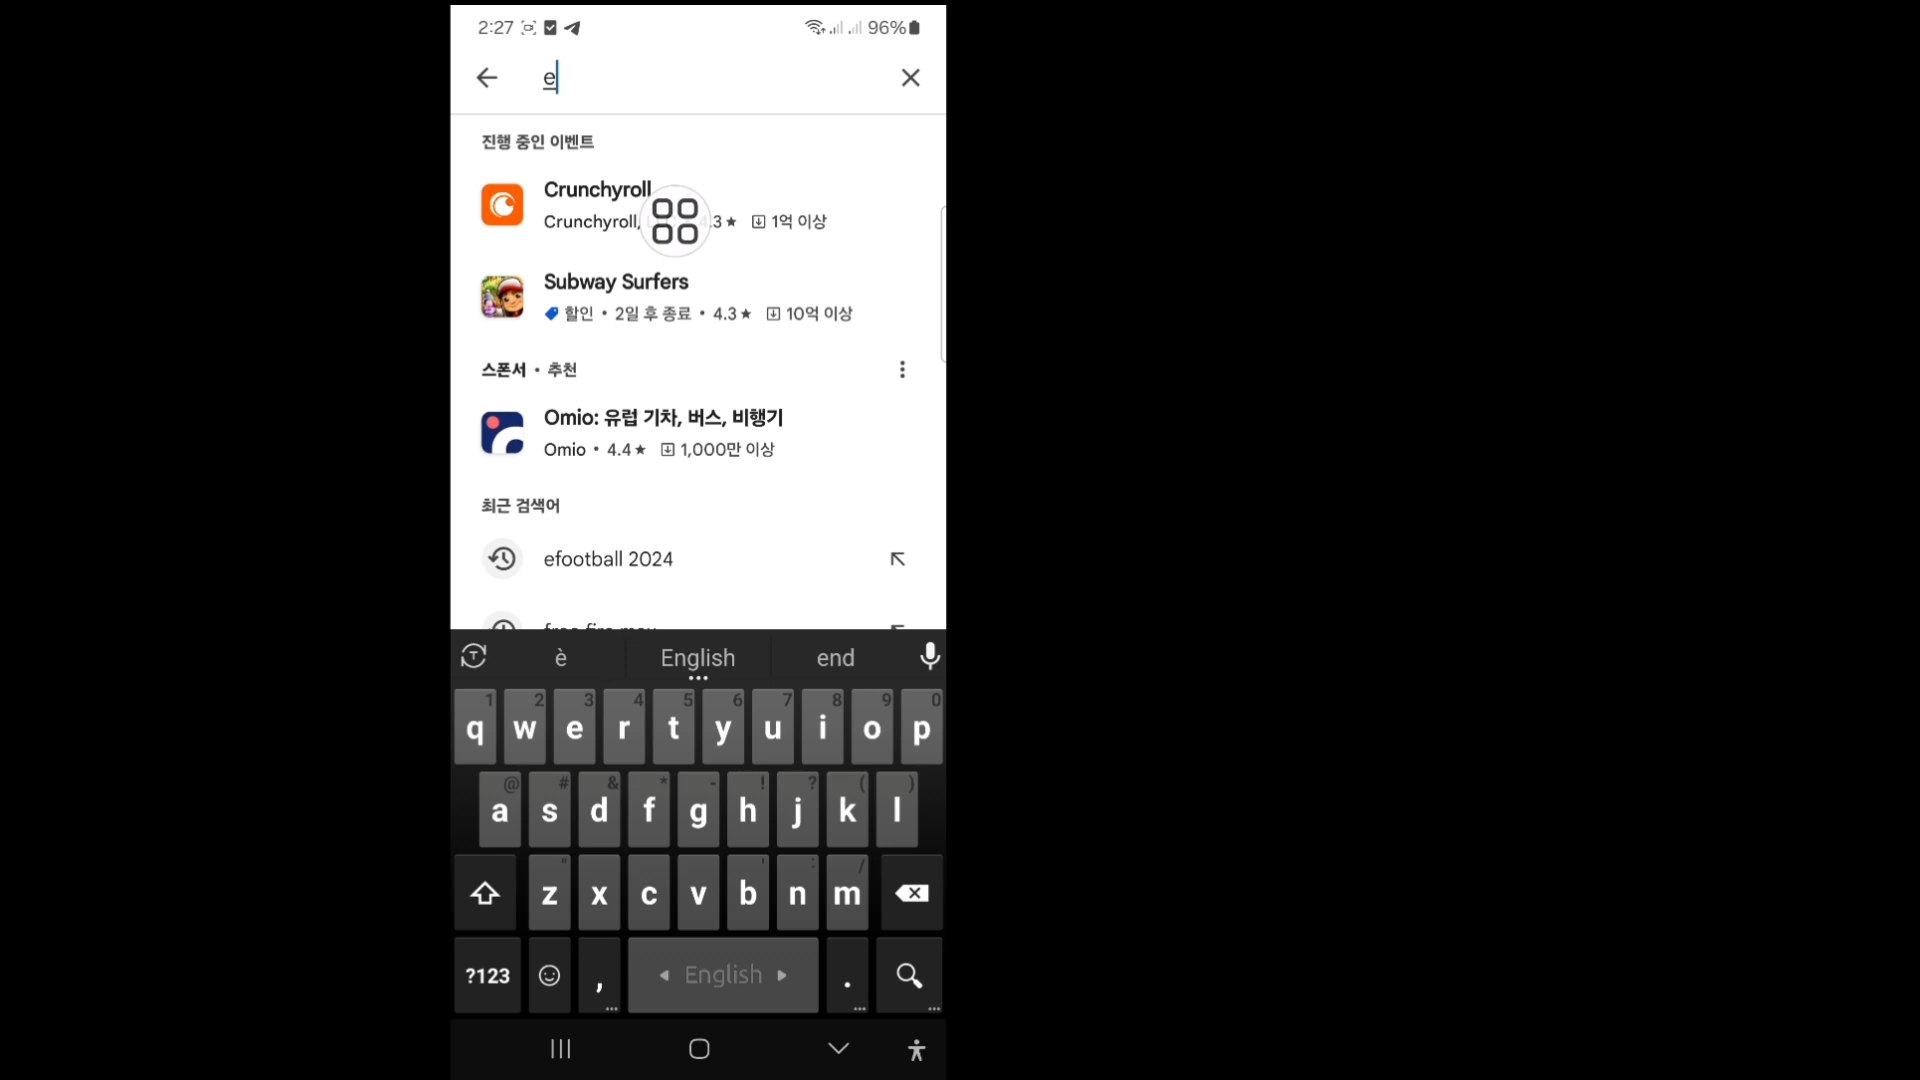 2:27 96%
e
진행 중인 이벤트
Crunchyroll
Crunchyroll, .3★ 1억 이상
Subway Surfers
할인 • 2일 후 종료 • 4.3★ 10억 이상
스폰서 • 추천
Omio: 유럽 기차, 버스, 비행기
Omio • 4.4★ 1,000만 이상
최근 검색어
efootball 2024
è English end
1 2 3 4 5 6 7 8 9 0
q w e r t y u i o p
@ # & * - ! ? ( )
a s d f g h j k l
" ' : /
z x c v b n m
?123 , English .